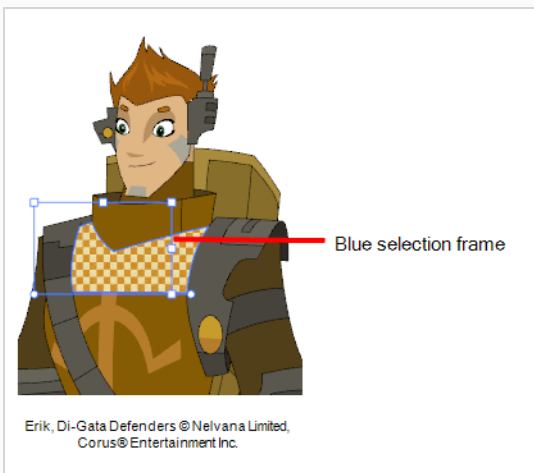 Blue selection frame
Erik, Di-Gata Defenders © Nelvana Limited,
Corus® Entertainment Inc.